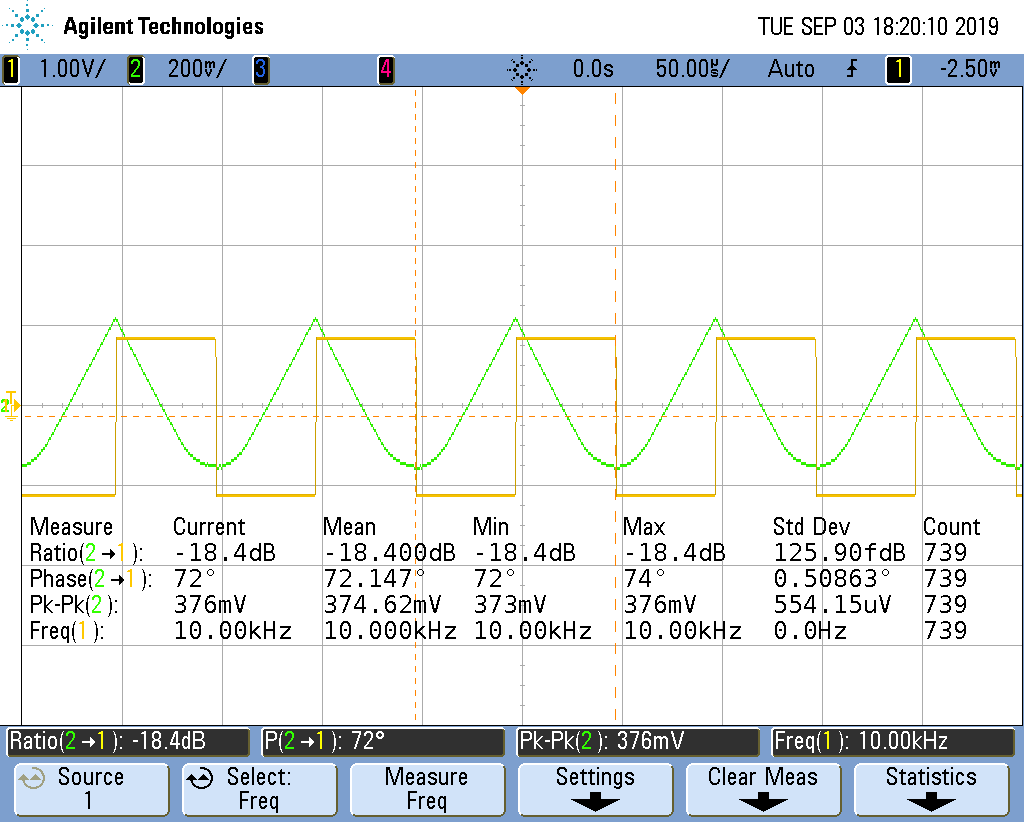 Agilent Technologies TUE SEP 03 18:20:10 2019
1 1.00V/ 2 200mV/ 3 4 0.0s 50.00µs/ Auto 1 -2.50mV
2
Measure Current Mean Min Max Std Dev Count
Ratio(2→1): -18.4dB -18.400dB -18.4dB -18.4dB 125.90fdB 739
Phase(2→1): 72° 72.147° 72° 74° 0.50863° 739
Pk-Pk(2): 376mV 374.62mV 373mV 376mV 554.15uV 739
Freq(1): 10.00kHz 10.000kHz 10.00kHz 10.00kHz 0.0Hz 739
Ratio(2→1): -18.4dB P(2→1): 72° Pk-Pk(2): 376mV Freq(1): 10.00kHz
Source Select: Measure Settings Clear Meas Statistics
1 Freq Freq